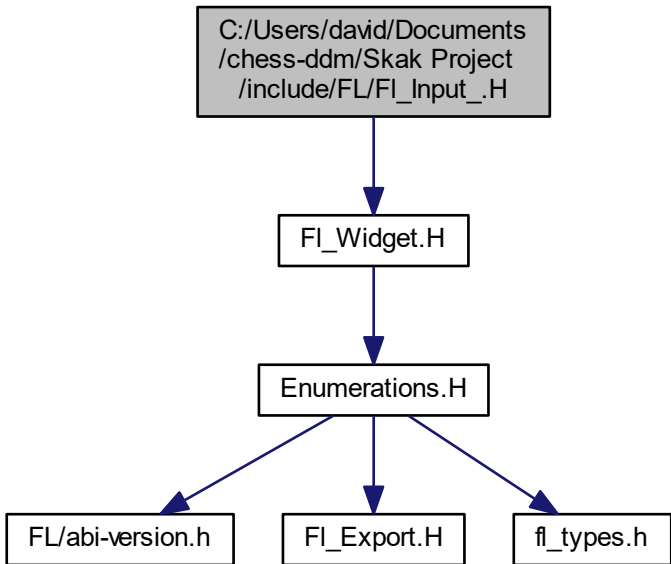 C:/Users/david/Documents
/chess-ddm/Skak Project
/include/FL/Fl_Input_.H
Fl_Widget.H
Enumerations.H
FL/abi-version.h
Fl_Export.H
fl_types.h